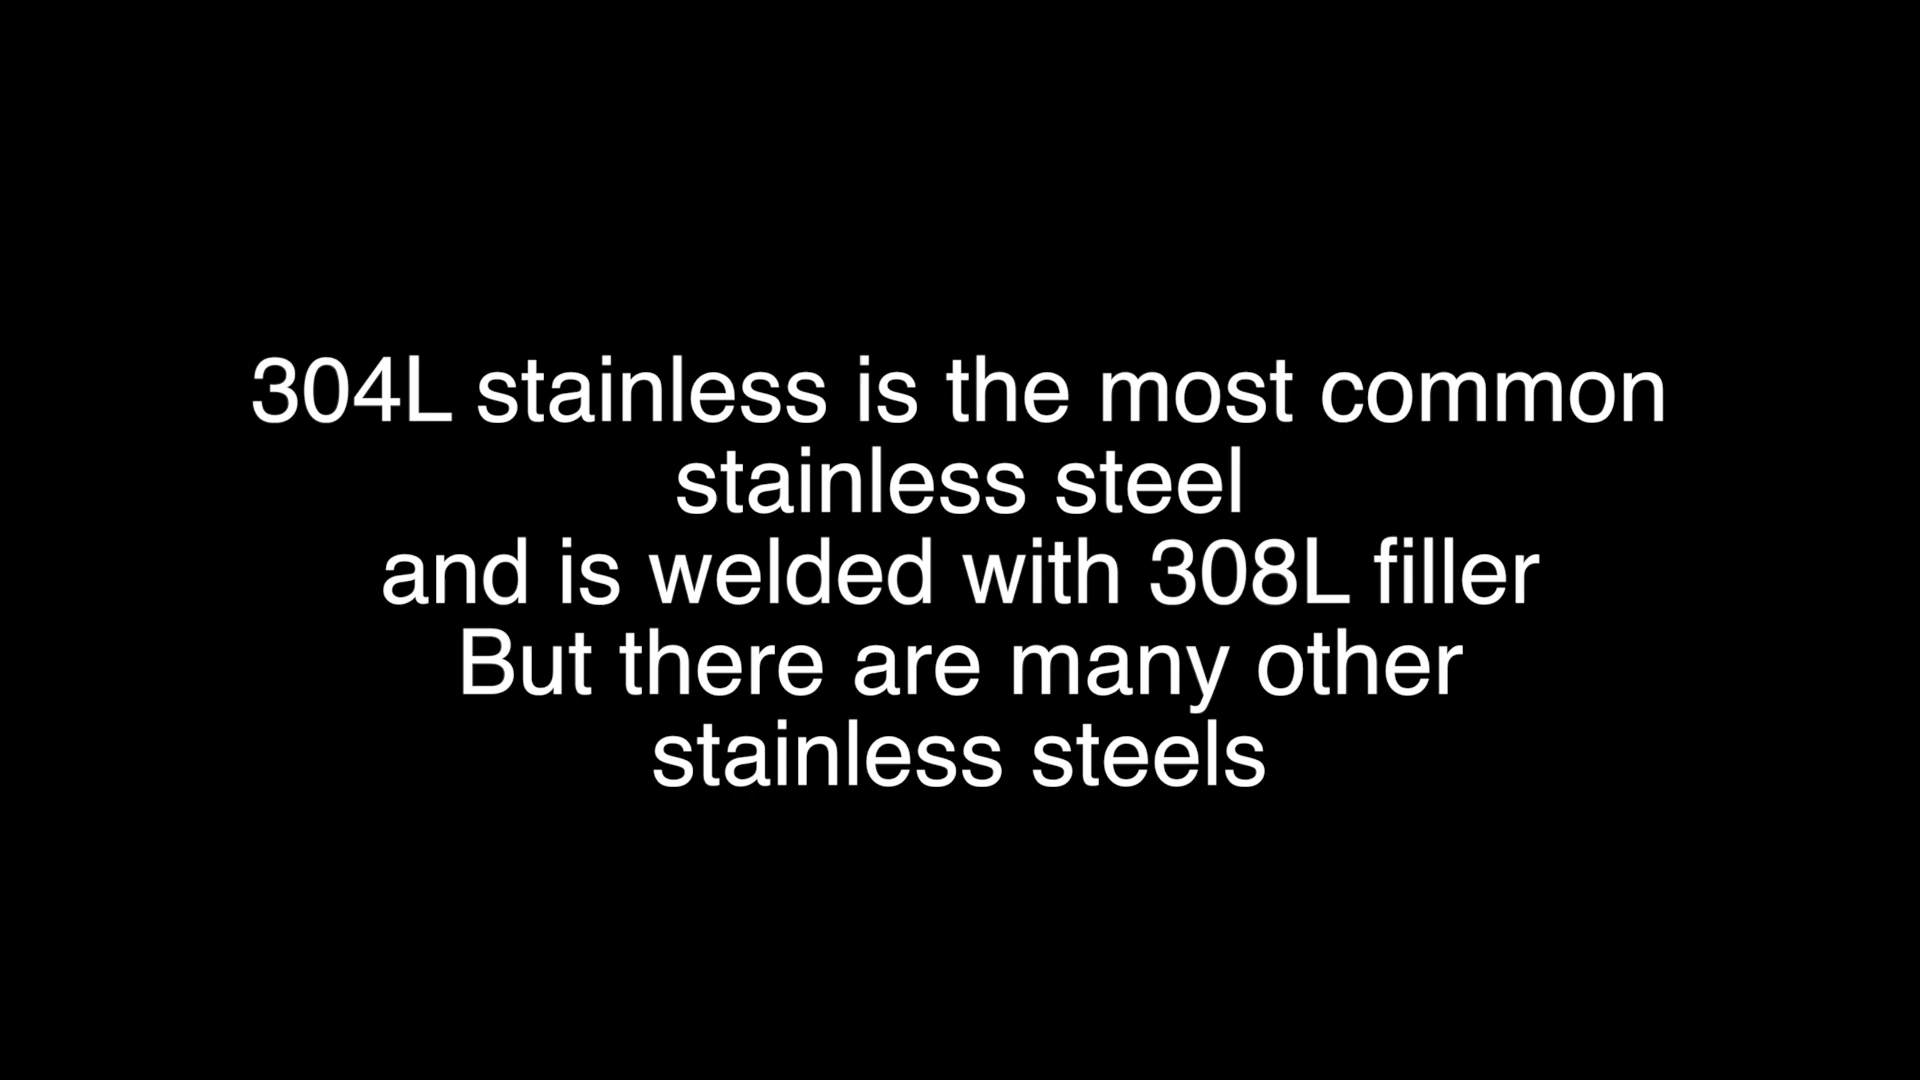 304L stainless is the most common
stainless steel
and is welded with 308L filler
But there are many other
stainless steels